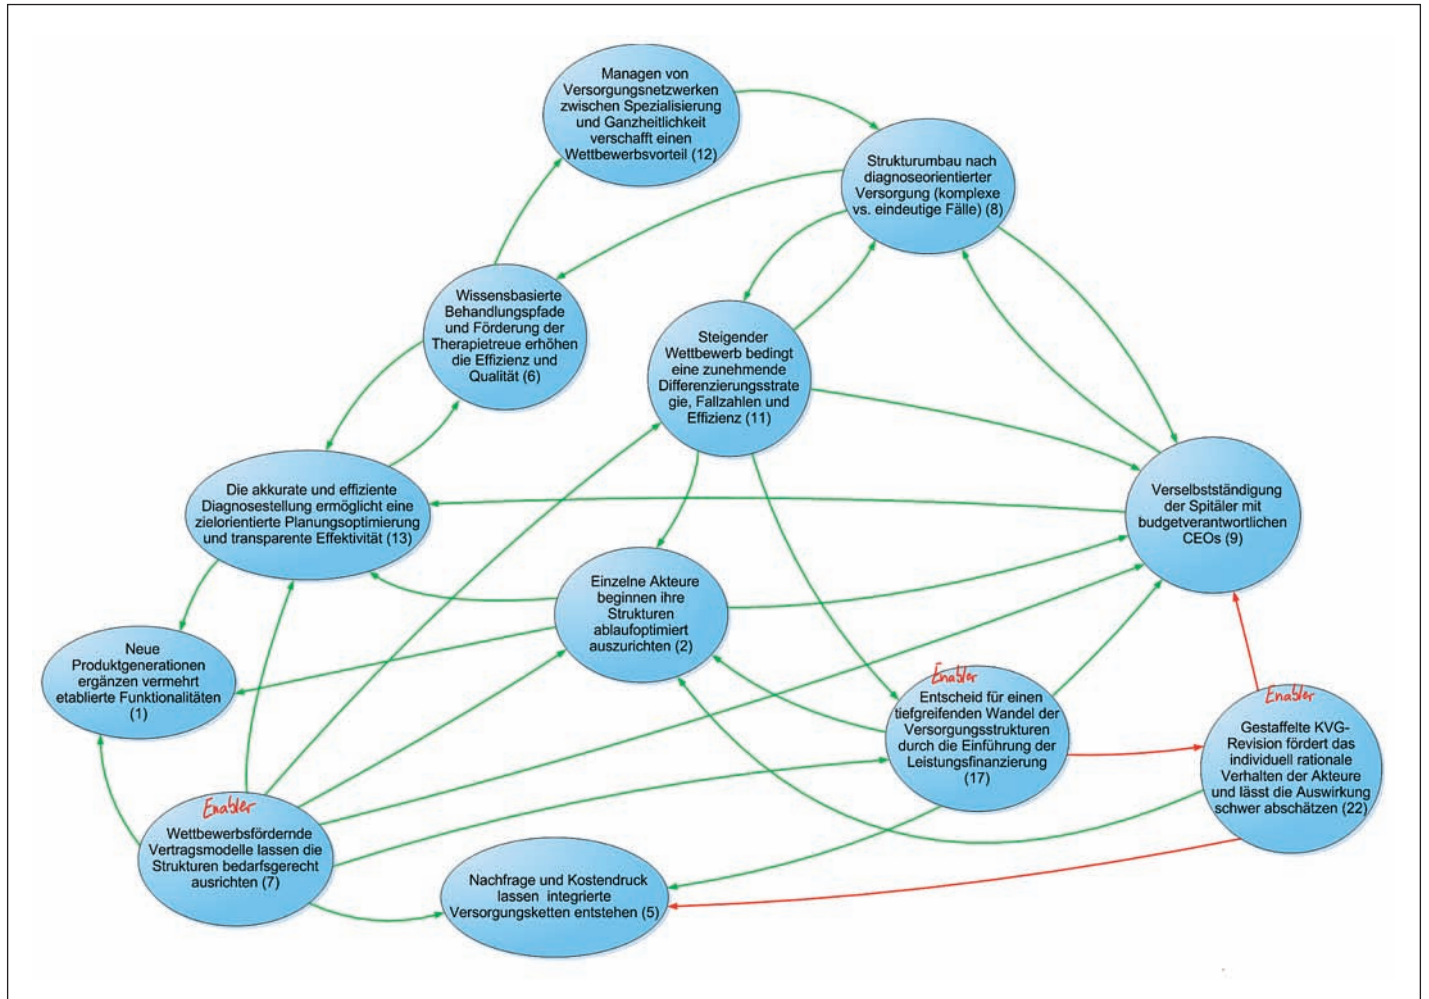 Managen von
Versorgungsnetzwerken
zwischen Spezialisierung
und Ganzheitlichkeit
verschafft einen
Wettbewerbsvorteil (12)
Strukturumbau nach
diagnoseorientierter
Versorgung (komplexe
vs. eindeutige Fälle) (8)
Wissensbasierte
Behandlungspfade
und Förderung der
Therapietreue erhöhen
die Effizienz und
Qualität (6)
Steigender
Wettbewerb bedingt
eine zunehmende
Differenzierungsstrate
gie, Fallzahlen und
Effizienz (11)
Die akkurate und effiziente
Diagnosestellung ermöglicht eine
zielorientierte Planungsoptimierung
und transparente Effektivität (13)
Verselbstständigung
der Spitäler mit
budgetverantwortlichen
CEOs (9)
Einzelne Akteure
beginnen ihre
Strukturen
ablaufoptimiert
auszurichten (2)
Neue
Produktgenerationen
ergänzen vermehrt
etablierte Funktionalitäten
(1)
Enabler
Entscheid für einen
tiefgreifenden Wandel der
Versorgungsstrukturen
durch die Einführung der
Leistungsfinanzierung
(17)
Enabler
Gestaffelte KVG-
Revision fördert das
individuell rationale
Verhalten der Akteure
und lässt die Auswirkung
schwer abschätzen (22)
Enabler
Wettbewerbsfördernde
Vertragsmodelle lassen die
Strukturen bedarfsgerecht
ausrichten (7)
Nachfrage und Kostendruck
lassen integrierte
Versorgungsketten entstehen (5)